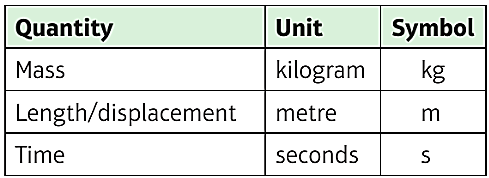 Quantity Unit Symbol
Mass kilogram kg
Length/displacement metre m
Time seconds s